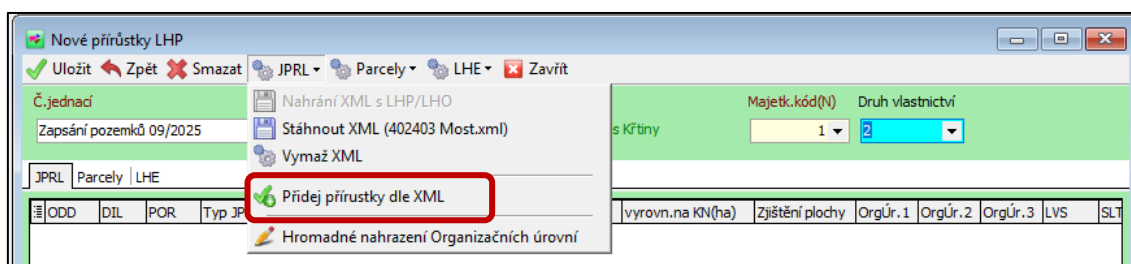 Nové přírůstky LHP
Uložit Zpět Smazat JPRL Parcely LHE Zavřít
Č.jednací Majetk.kód(N) Druh vlastnictví
Zapsání pozemků 09/2025 s Křtiny 1 2
Nahrání XML s LHP/LHO
Stáhnout XML (402403 Most.xml)
Vymaž XML
Přidej přírustky dle XML
Hromadné nahrazení Organizačních úrovní
JPRL Parcely LHE
ODD DIL POR Typ JP vyrovn.na KN(ha) Zjištění plochy OrgÚr.1 OrgÚr.2 OrgÚr.3 LVS SLT